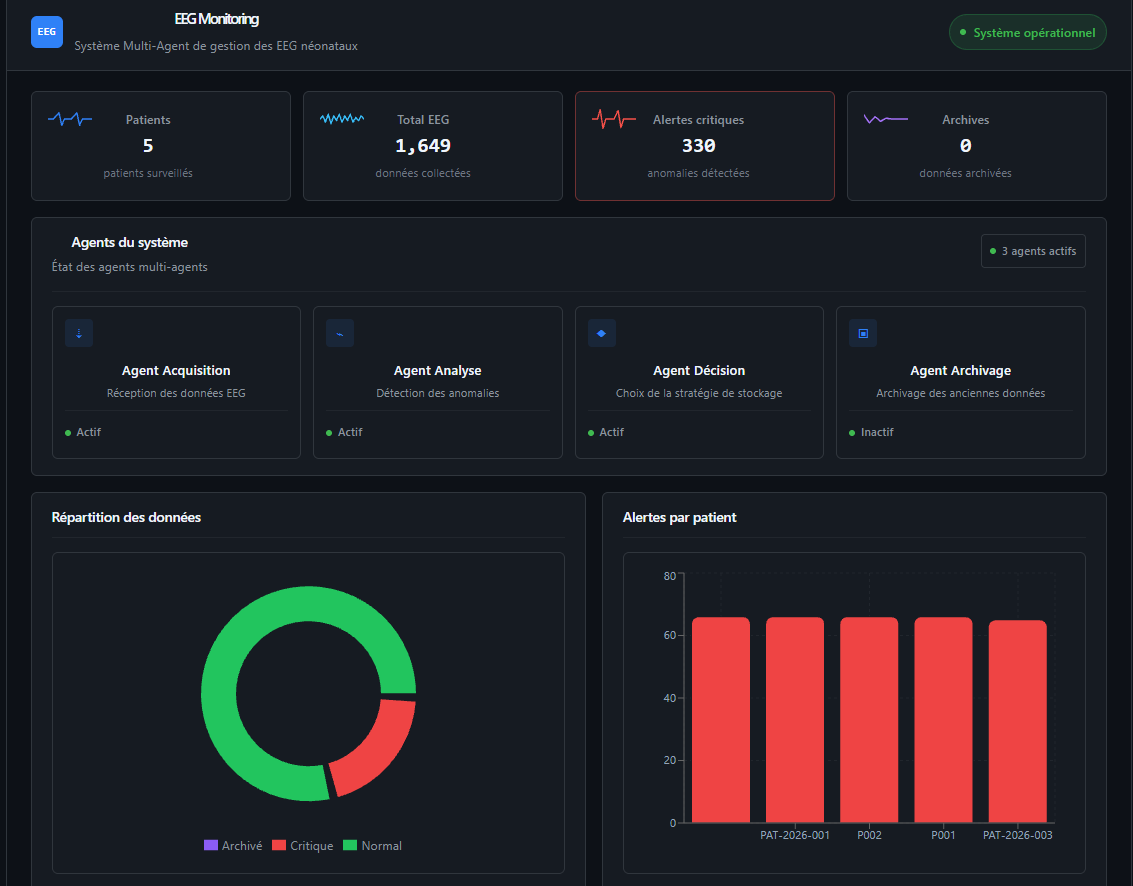 EEG
EEG Monitoring
Système Multi-Agent de gestion des EEG néonataux
Système opérationnel
Patients
5
patients surveillés
Total EEG
1,649
données collectées
Alertes critiques
330
anomalies détectées
Archives
0
données archivées
Agents du système
État des agents multi-agents
3 agents actifs
Agent Acquisition
Réception des données EEG
Actif
Agent Analyse
Détection des anomalies
Actif
Agent Décision
Choix de la stratégie de stockage
Actif
Agent Archivage
Archivage des anciennes données
Inactif
Répartition des données
Archivé
Critique
Normal
Alertes par patient
80
60
40
20
0
PAT-2026-001
P002
P001
PAT-2026-003